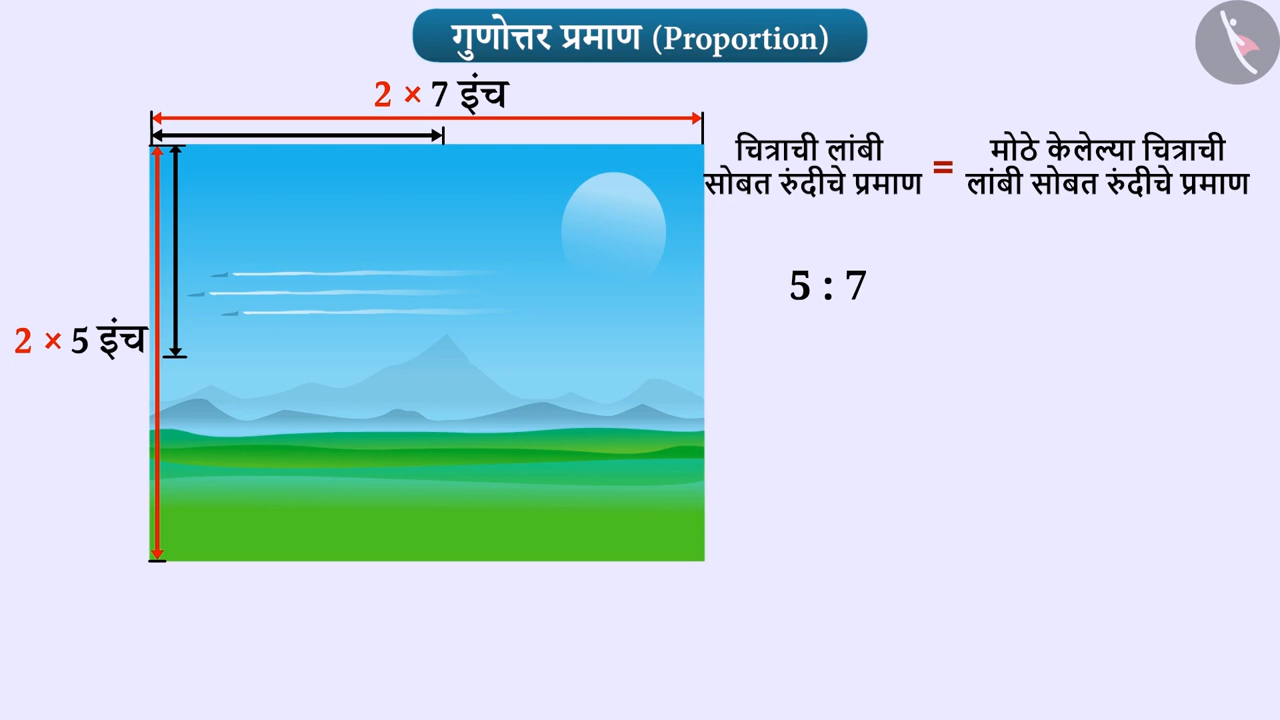 गुणोत्तर प्रमाण (Proportion)
2 × 7 इंच
चित्राची लांबी
सोबत रुंदीचे प्रमाण
=
मोठे केलेल्या चित्राची
लांबी सोबत रुंदीचे प्रमाण
5 : 7
2 × 5 इंच